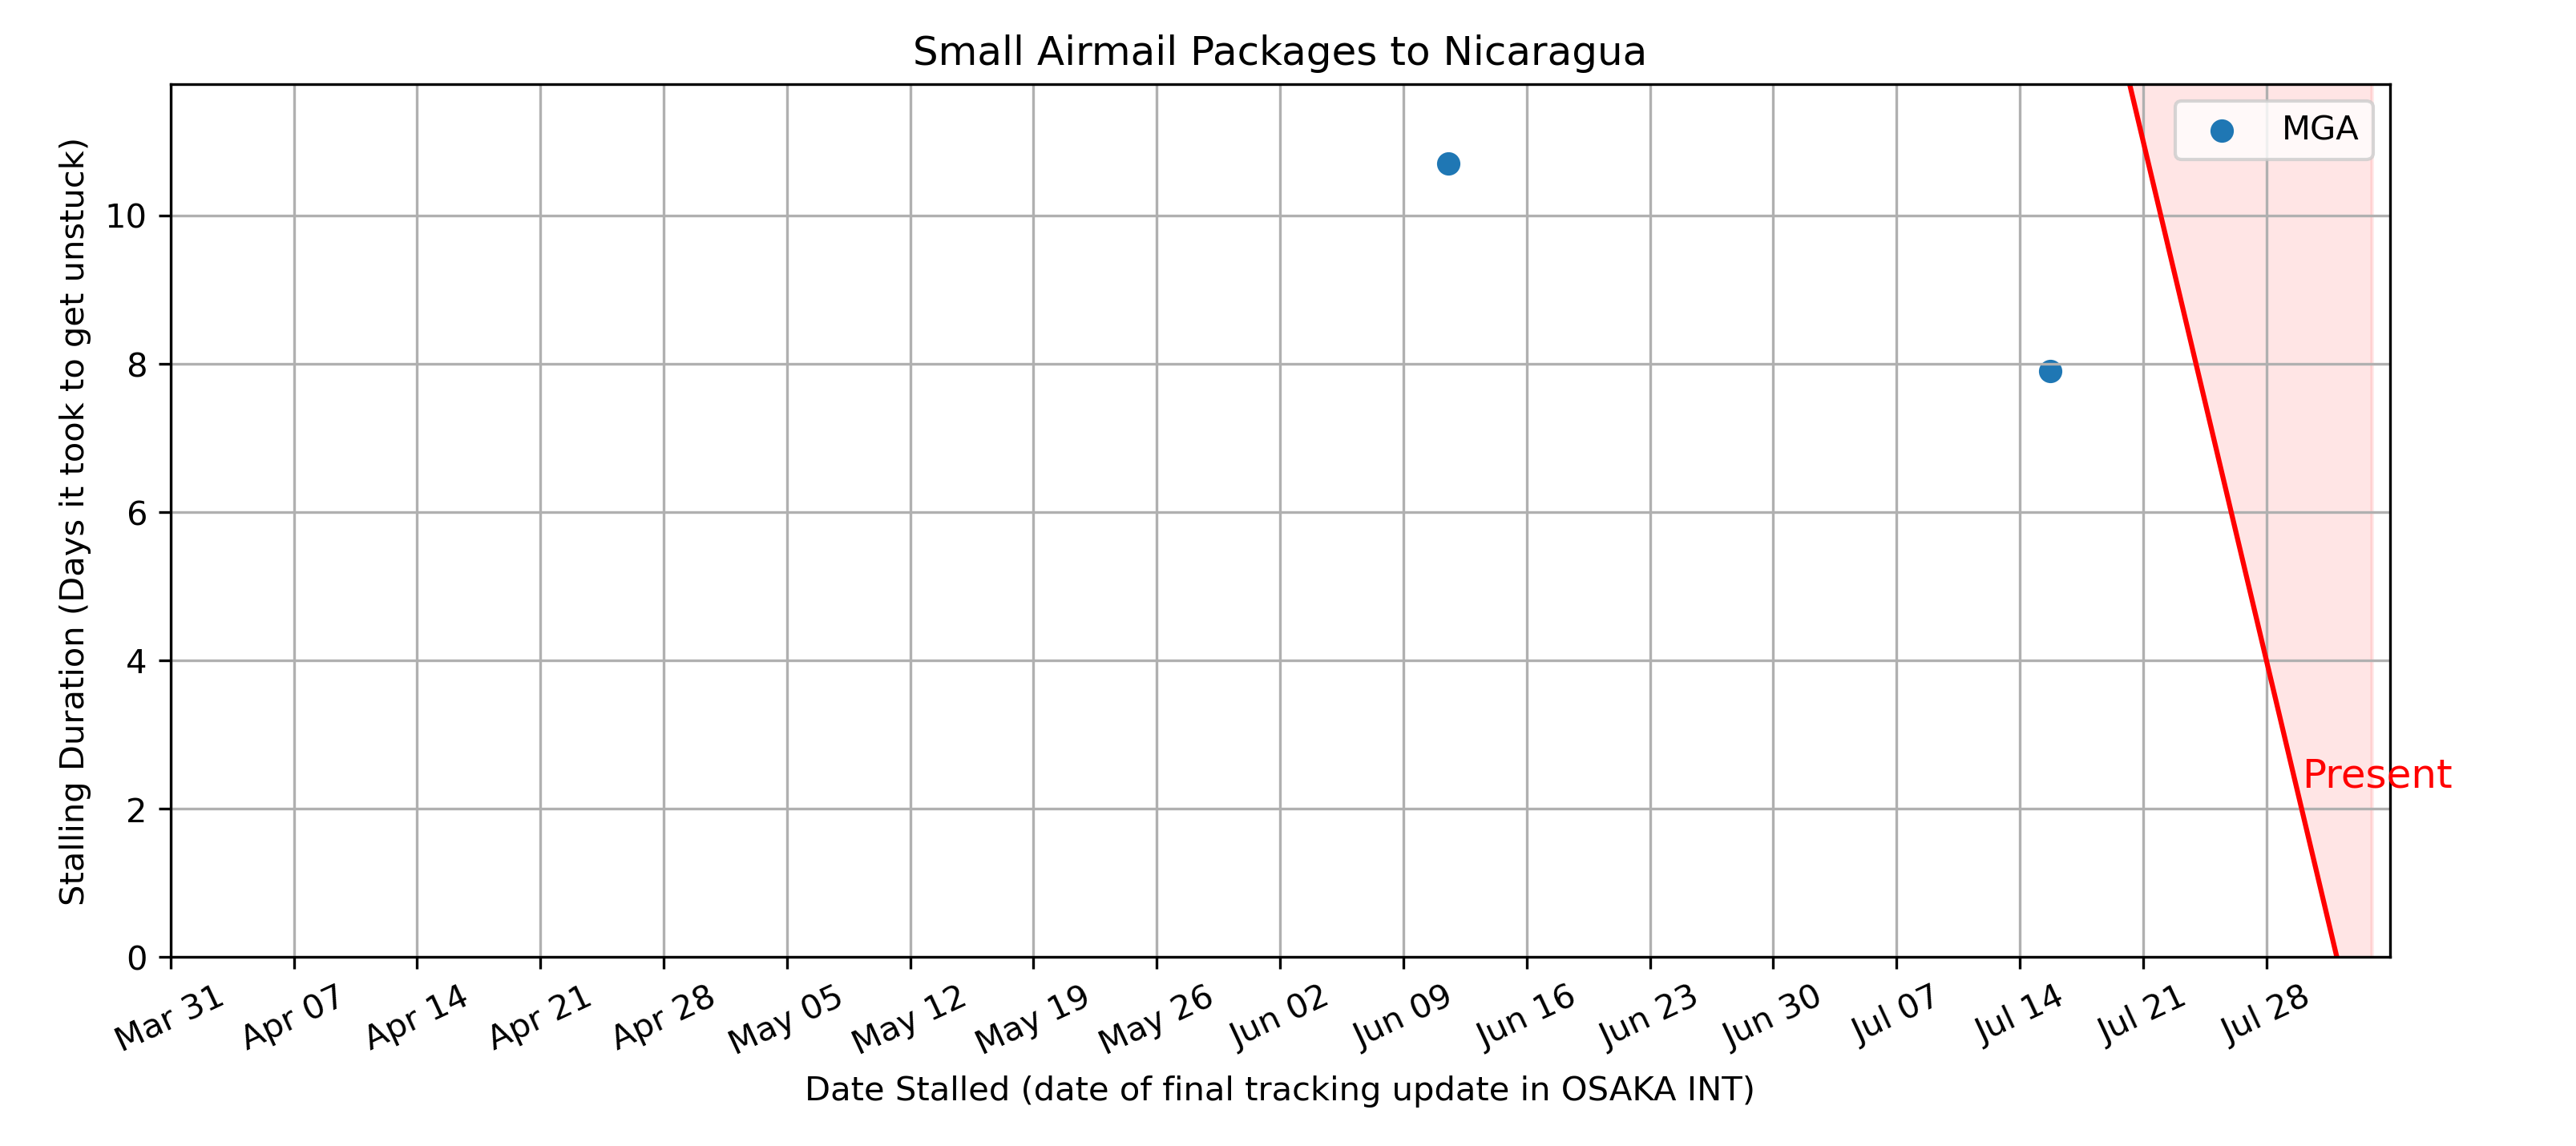 Small Airmail Packages to Nicaragua
MGA
Stalling Duration (Days it took to get unstuck)
10
8
6
4
2
0
Present
Mar 31 Apr 07 Apr 14 Apr 21 Apr 28 May 05 May 12 May 19 May 26 Jun 02 Jun 09 Jun 16 Jun 23 Jun 30 Jul 07 Jul 14 Jul 21 Jul 28
Date Stalled (date of final tracking update in OSAKA INT)